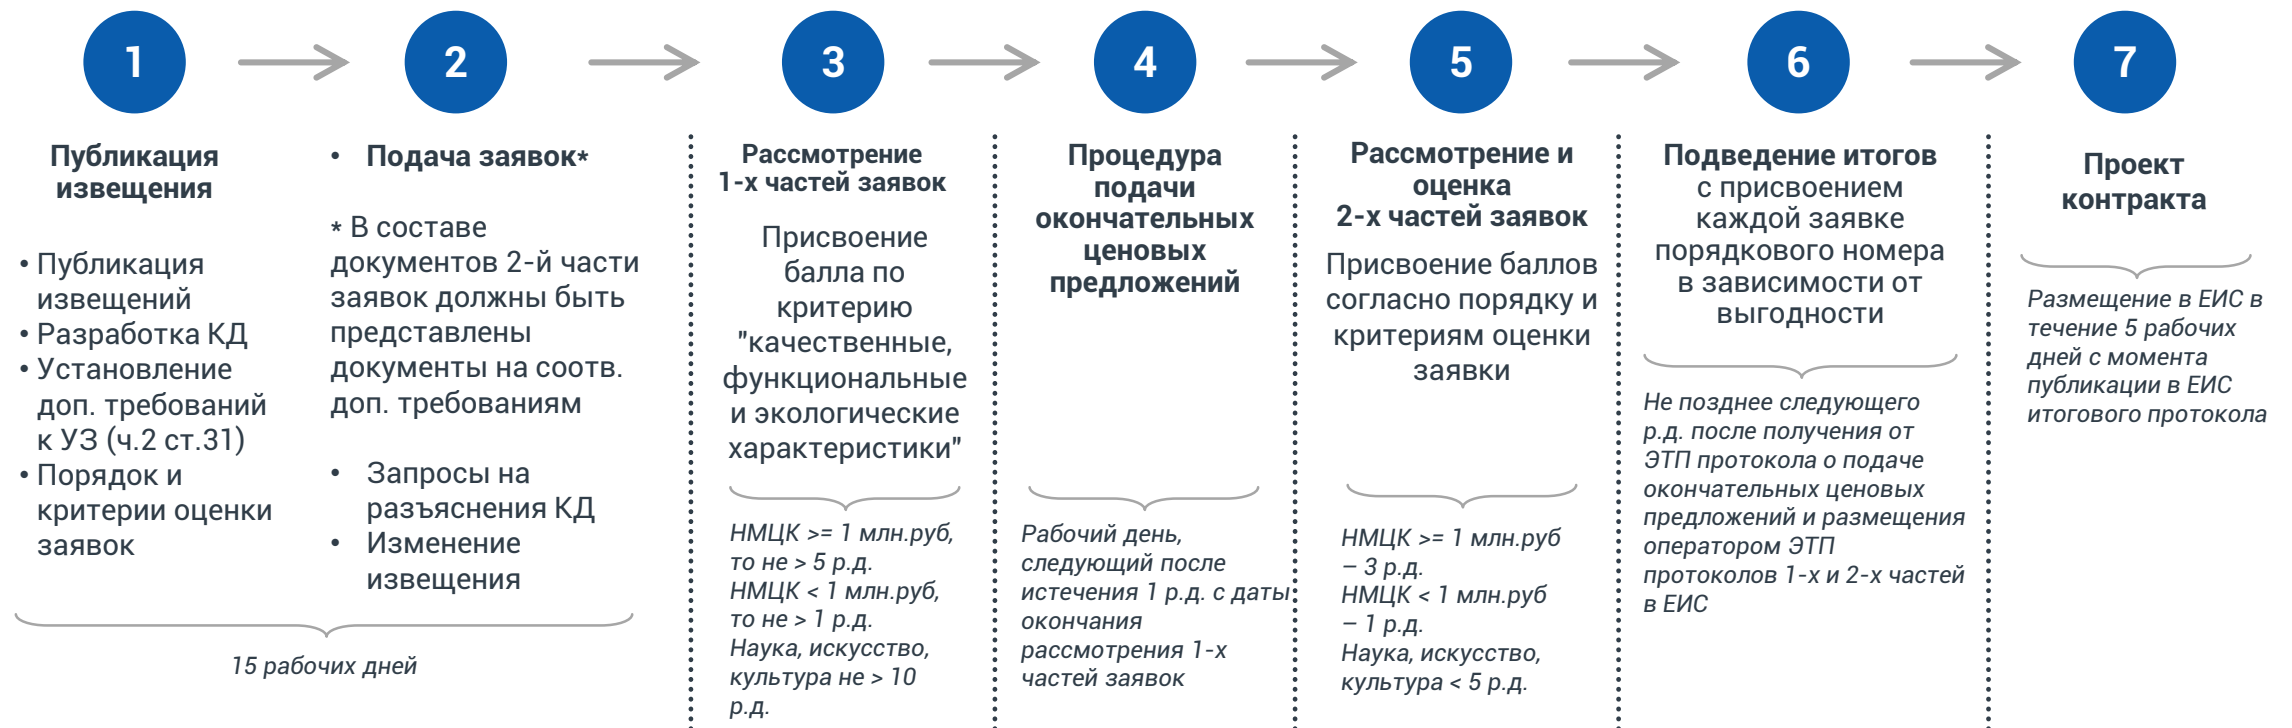 1
Публикация
извещения
• Публикация
извещений
• Разработка КД
• Установление
доп. требований
к УЗ (ч.2 ст.31)
• Порядок и
критерии оценки
заявок
2
• Подача заявок*
* В составе
документов 2-й части
заявок должны быть
представлены
документы на соотв.
доп. требованиям
• Запросы на
разъяснения КД
• Изменение
извещения
15 рабочих дней
3
Рассмотрение
1-х частей заявок
Присвоение
балла по
критерию
"качественные,
функциональные
и экологические
характеристики"
НМЦК >= 1 млн.руб,
то не > 5 р.д.
НМЦК < 1 млн.руб,
то не > 1 р.д.
Наука, искусство,
культура не > 10
р.д.
4
Процедура
подачи
окончательных
ценовых
предложений
Рабочий день,
следующий после
истечения 1 р.д. с даты
окончания
рассмотрения 1-х
частей заявок
5
Рассмотрение и
оценка
2-х частей заявок
Присвоение баллов
согласно порядку и
критериям оценки
заявки
НМЦК >= 1 млн.руб
– 3 р.д.
НМЦК < 1 млн.руб
– 1 р.д.
Наука, искусство,
культура < 5 р.д.
6
Подведение итогов
с присвоением
каждой заявке
порядкового номера
в зависимости от
выгодности
Не позднее следующего
р.д. после получения от
ЭТП протокола о подаче
окончательных ценовых
предложений и размещения
оператором ЭТП
протоколов 1-х и 2-х частей
в ЕИС
7
Проект
контракта
Размещение в ЕИС в
течение 5 рабочих
дней с момента
публикации в ЕИС
итогового протокола